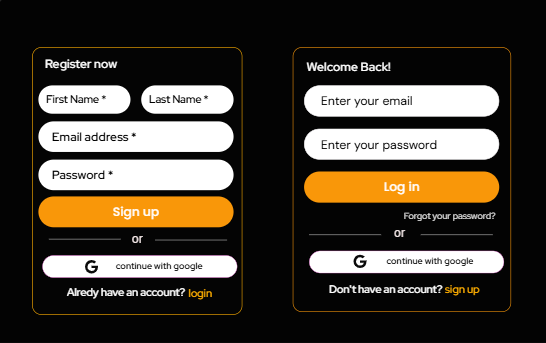 Register now
First Name * Last Name *
Email address *
Password *
Sign up
or
G continue with google
Alredy have an account? login
Welcome Back!
Enter your email
Enter your password
Log in
Forgot your password?
or
G continue with google
Don't have an account? sign up